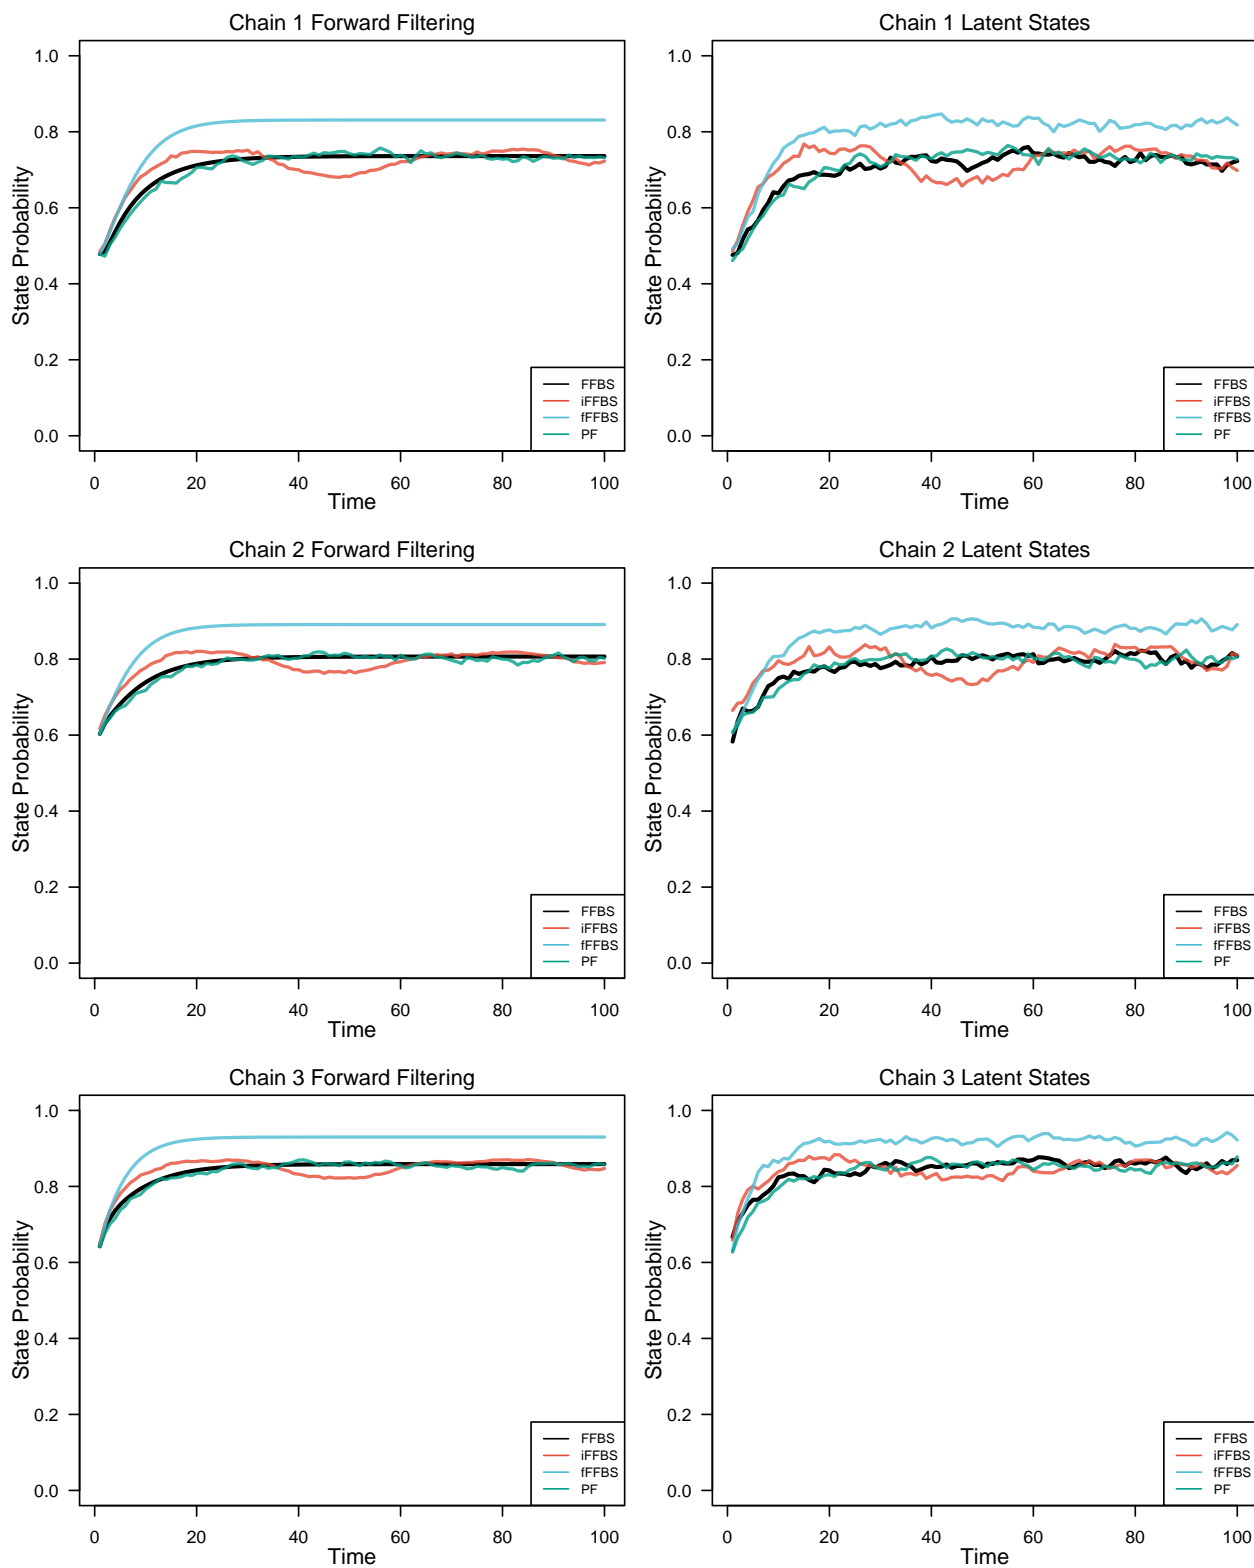 Chain 1 Forward Filtering
State Probability
1.0
0.8
0.6
0.4
0.2
0.0
FFBS
iFFBS
fFFBS
PF
0 20 40 60 80 100
Time
Chain 1 Latent States
State Probability
1.0
0.8
0.6
0.4
0.2
0.0
FFBS
iFFBS
fFFBS
PF
0 20 40 60 80 100
Time
Chain 2 Forward Filtering
State Probability
1.0
0.8
0.6
0.4
0.2
0.0
FFBS
iFFBS
fFFBS
PF
0 20 40 60 80 100
Time
Chain 2 Latent States
State Probability
1.0
0.8
0.6
0.4
0.2
0.0
FFBS
iFFBS
fFFBS
PF
0 20 40 60 80 100
Time
Chain 3 Forward Filtering
State Probability
1.0
0.8
0.6
0.4
0.2
0.0
FFBS
iFFBS
fFFBS
PF
0 20 40 60 80 100
Time
Chain 3 Latent States
State Probability
1.0
0.8
0.6
0.4
0.2
0.0
FFBS
iFFBS
fFFBS
PF
0 20 40 60 80 100
Time